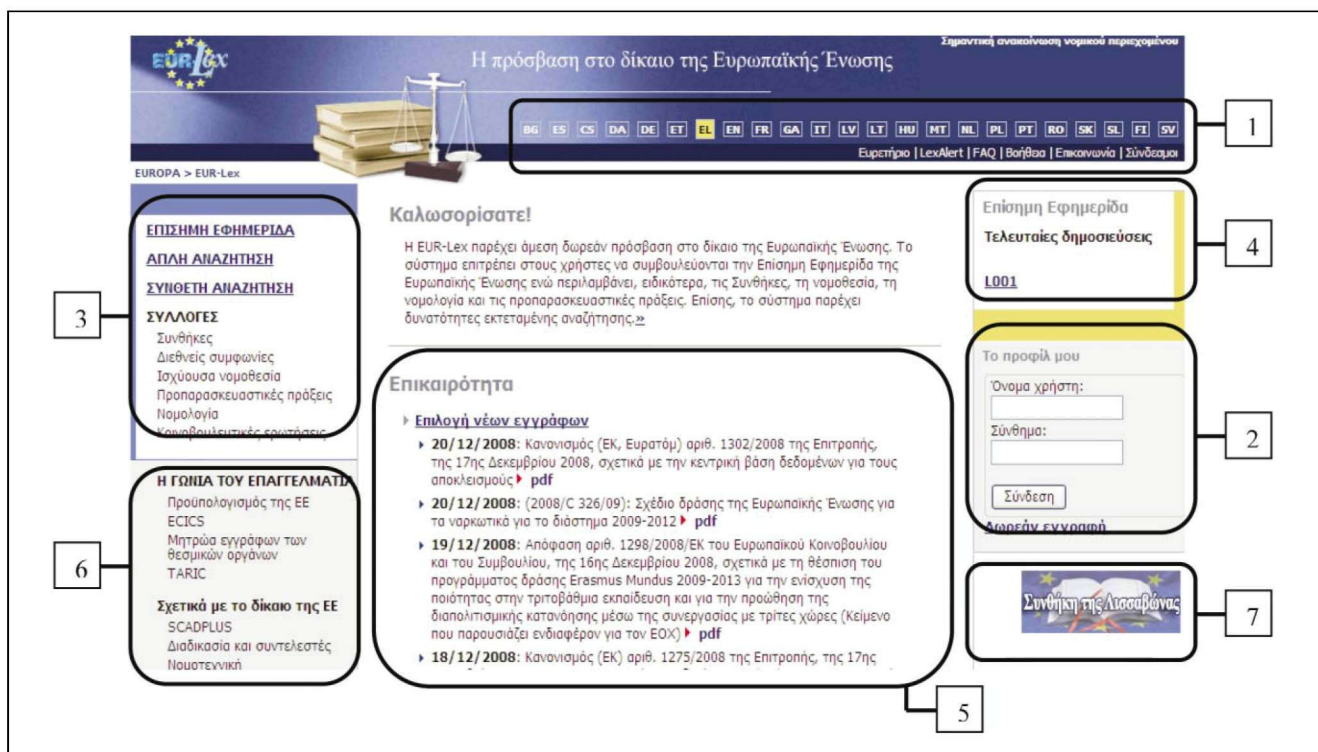 Σημαντική ανακοίνωση νομικού περιεχομένου
EUR-Lex
Η πρόσβαση στο δίκαιο της Ευρωπαϊκής Ένωσης
BG ES CS DA DE ET EL EN FR GA IT LV LT HU MT NL PL PT RO SK SL FI SV
1
Ευρετήριο | LexAlert | FAQ | Βοήθεια | Επικοινωνία | Σύνδεσμοι
EUROPA > EUR-Lex
ΕΠΙΣΗΜΗ ΕΦΗΜΕΡΙΔΑ
ΑΠΛΗ ΑΝΑΖΗΤΗΣΗ
ΣΥΝΘΕΤΗ ΑΝΑΖΗΤΗΣΗ
3
ΣΥΛΛΟΓΕΣ
Συνθήκες
Διεθνείς συμφωνίες
Ισχύουσα νομοθεσία
Προπαρασκευαστικές πράξεις
Νομολογία
Κοινοβουλευτικές ερωτήσεις
Η ΓΩΝΙΑ ΤΟΥ ΕΠΑΓΓΕΛΜΑΤΙΑ
Προϋπολογισμός της ΕΕ
ECICS
Μητρώα εγγράφων των
θεσμικών οργάνων
TARIC
6
Σχετικά με το δίκαιο της ΕΕ
SCADPLUS
Διαδικασία και συντελεστές
Νομοτεχνική
Καλωσορίσατε!
Η EUR-Lex παρέχει άμεση δωρεάν πρόσβαση στο δίκαιο της Ευρωπαϊκής Ένωσης. Το
σύστημα επιτρέπει στους χρήστες να συμβουλεύονται την Επίσημη Εφημερίδα της
Ευρωπαϊκής Ένωσης ενώ περιλαμβάνει, ειδικότερα, τις Συνθήκες, τη νομοθεσία, τη
νομολογία και τις προπαρασκευαστικές πράξεις. Επίσης, το σύστημα παρέχει
δυνατότητες εκτεταμένης αναζήτησης.»
Επικαιρότητα
Επιλογή νέων εγγράφων
20/12/2008: Κανονισμός (ΕΚ, Ευρατόμ) αριθ. 1302/2008 της Επιτροπής,
της 17ης Δεκεμβρίου 2008, σχετικά με την κεντρική βάση δεδομένων για τους
αποκλεισμούς pdf
20/12/2008: (2008/C 326/09): Σχέδιο δράσης της Ευρωπαϊκής Ένωσης για
τα ναρκωτικά για το διάστημα 2009-2012 pdf
19/12/2008: Απόφαση αριθ. 1298/2008/ΕΚ του Ευρωπαϊκού Κοινοβουλίου
και του Συμβουλίου, της 16ης Δεκεμβρίου 2008, σχετικά με τη θέσπιση του
προγράμματος δράσης Erasmus Mundus 2009-2013 για την ενίσχυση της
ποιότητας στην τριτοβάθμια εκπαίδευση και για την προώθηση της
διαπολιτισμικής κατανόησης μέσω της συνεργασίας με τρίτες χώρες (Κείμενο
που παρουσιάζει ενδιαφέρον για τον ΕΟΧ) pdf
18/12/2008: Κανονισμός (ΕΚ) αριθ. 1275/2008 της Επιτροπής, της 17ης
5
Επίσημη Εφημερίδα
Τελευταίες δημοσιεύσεις
4
L001
Το προφίλ μου
Όνομα χρήστη:
Σύνθημα:
2
Σύνδεση
Δωρεάν εγγραφή
Συνθήκη της Λισσαβώνας
7